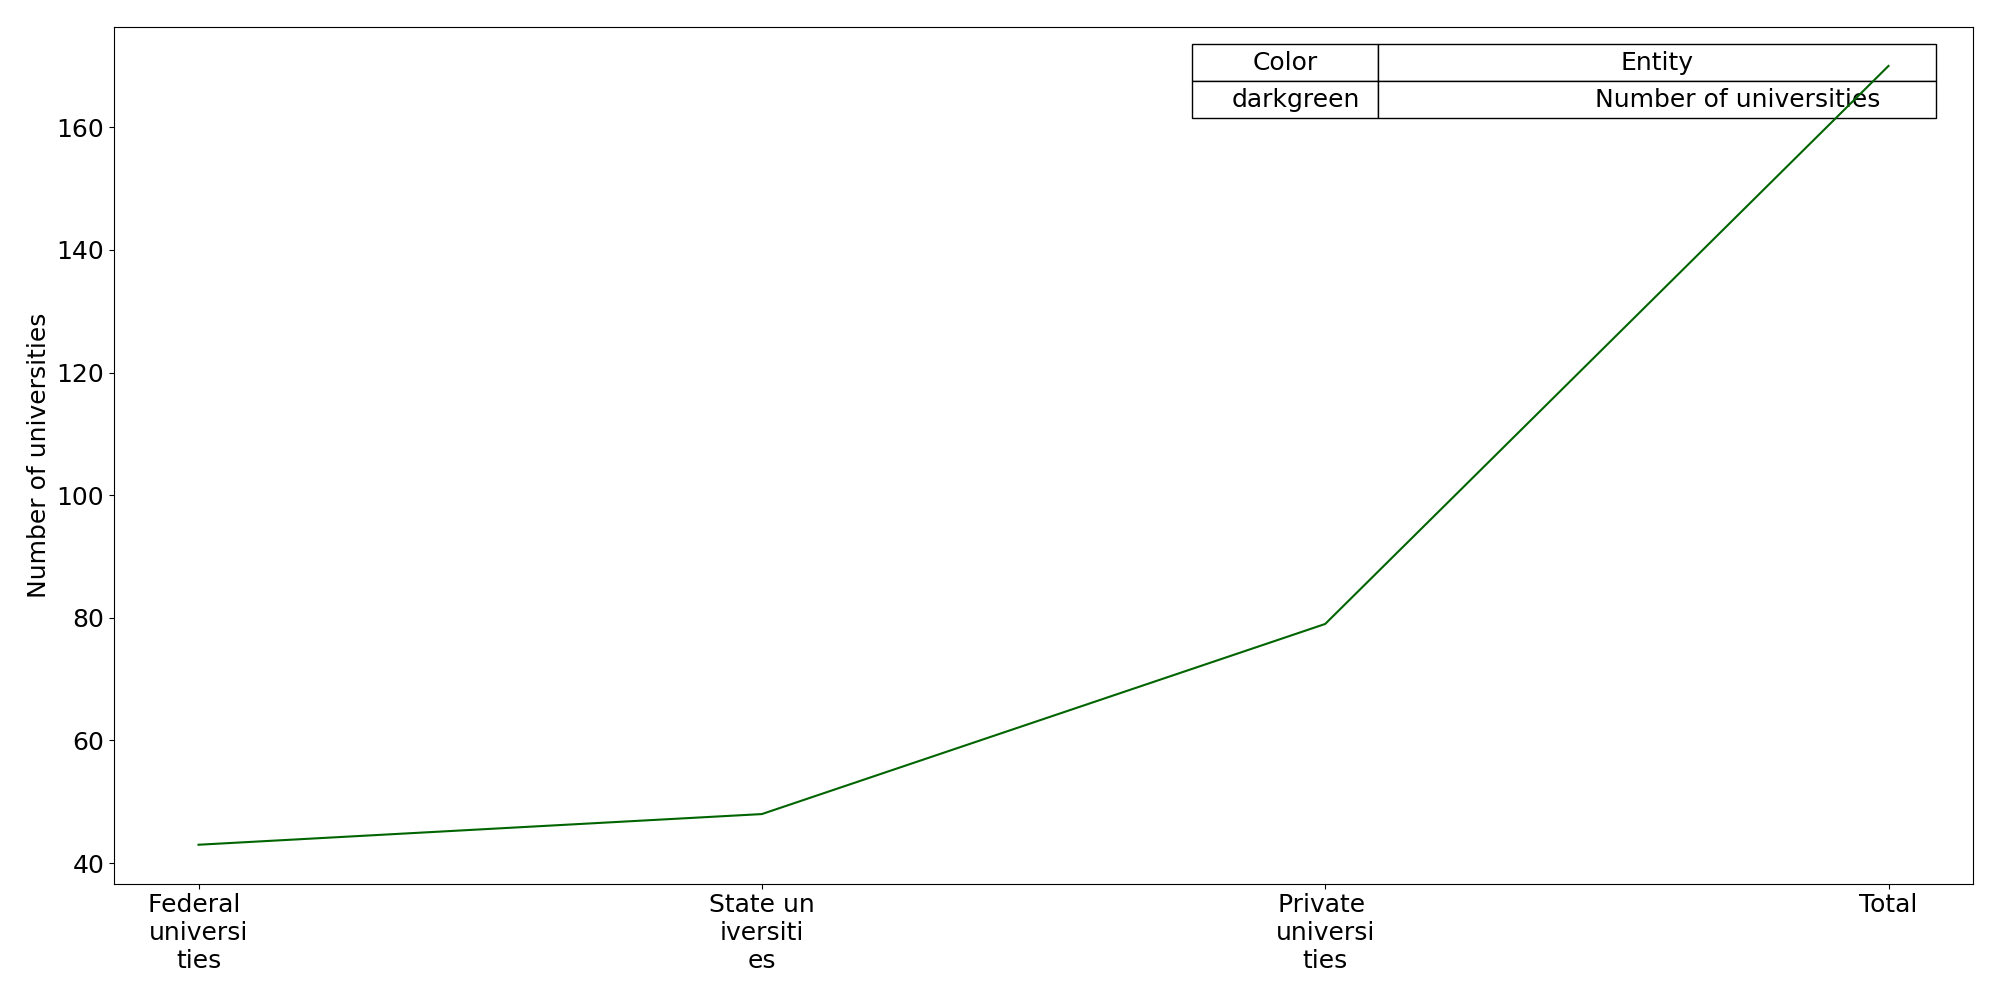 Color Entity
darkgreen Number of universities
160
140
120
100
80
60
40
Number of universities
Federal
universi
ties
State un
iversiti
es
Private
universi
ties
Total